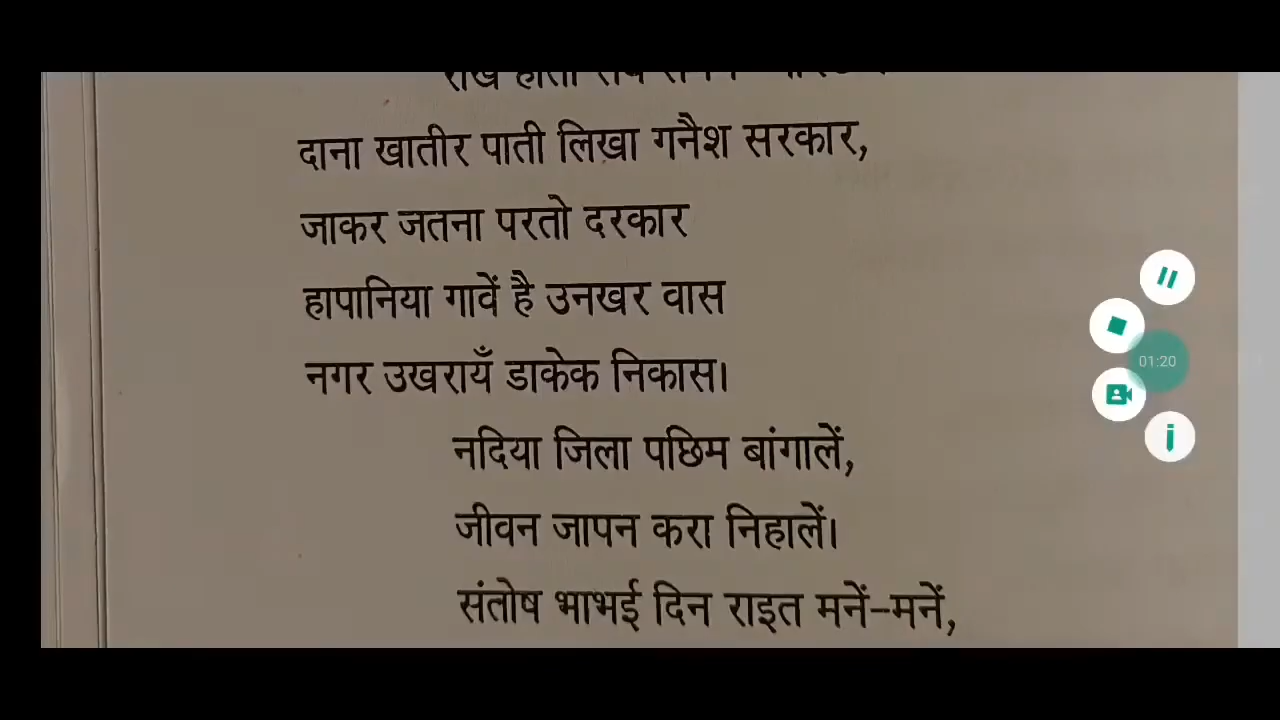 दाना खातीर पाती लिखा गनैश सरकार,
जाकर जतना परतो दरकार
हापानिया गावें है उनखर वास
नगर उखरायँ डाकेक निकास।
नदिया जिला पछिम बांगालें,
जीवन जापन करा निहालें।
संतोष भाभई दिन राइत मनें-मनें,
01:20